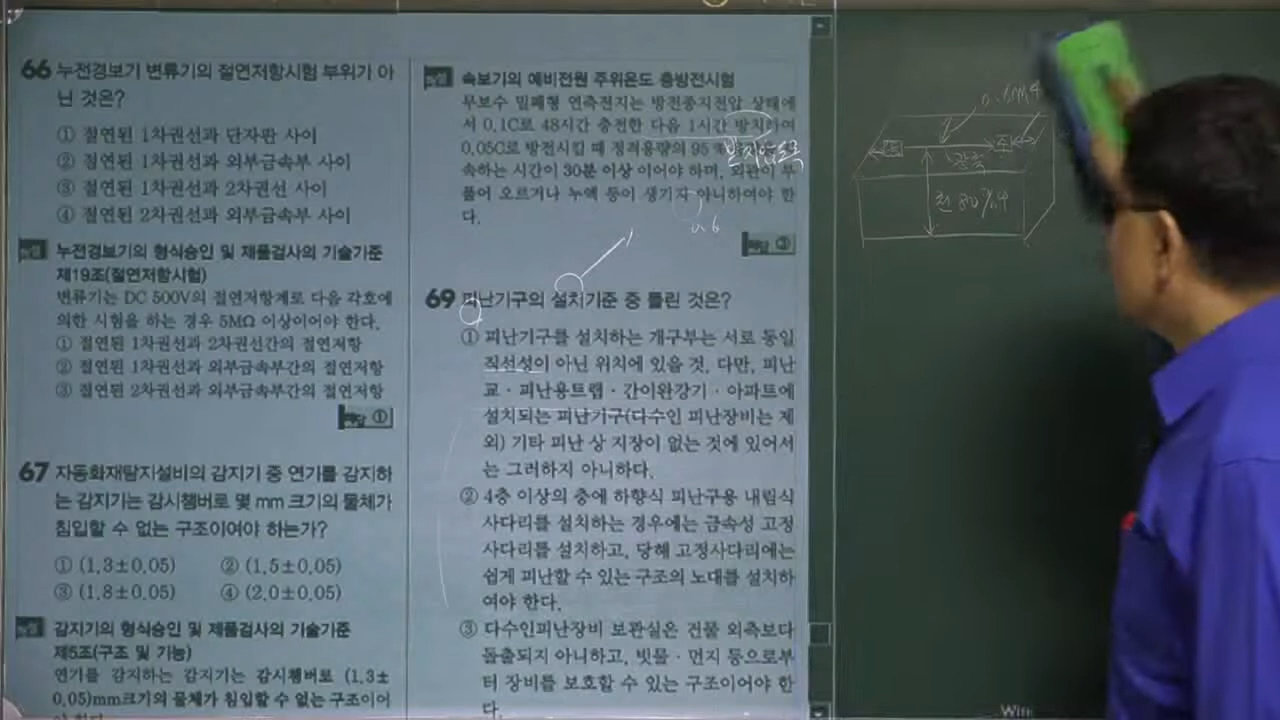 66 누전경보기 변류기의 절연저항시험 부위가 아
닌 것은?
① 절연된 1차권선과 단자판 사이
② 절연된 1차권선과 외부금속부 사이
③ 절연된 1차권선과 2차권선 사이
④ 절연된 2차권선과 외부금속부 사이
누전경보기의 형식승인 및 제품검사의 기술기준
제19조(절연저항시험)
변류기는 DC 500V의 절연저항계로 다음 각호에
의한 시험을 하는 경우 5MΩ 이상이어야 한다.
① 절연된 1차권선과 2차권선간의 절연저항
② 절연된 1차권선과 외부금속부간의 절연저항
③ 절연된 2차권선과 외부금속부간의 절연저항
①
67 자동화재탐지설비의 감지기 중 연기를 감지하
는 감지기는 감시챔버로 몇 mm 크기의 물체가
침입할 수 없는 구조이여야 하는가?
① (1.3±0.05) ② (1.5±0.05)
③ (1.8±0.05) ④ (2.0±0.05)
감지기의 형식승인 및 제품검사의 기술기준
제5조(구조 및 기능)
연기를 감지하는 감지기는 감시챔버로 (1.3±
0.05)mm크기의 물체가 침입할 수 없는 구조이어
야 한다.
속보기의 예비전원 주위온도 충방전시험
무보수 밀폐형 연축전지는 방전종지전압 상태에
서 0.1C로 48시간 충전한 다음 1시간 방치하여
0.05C로 방전시킬 때 정격용량의 95
속하는 시간이 30분 이상 이어야 하며, 외관이 부
풀어 오르거나 누액 등이 생기지 아니하여야 한
다.
0.6
③
69 피난기구의 설치기준 중 틀린 것은?
① 피난기구를 설치하는 개구부는 서로 동일
직선성이 아닌 위치에 있을 것, 다만, 피난
교·피난용트랩·간이완강기·아파트에
설치되는 피난기구(다수인 피난장비는 제
외) 기타 피난 상 지장이 없는 것에 있어서
는 그러하지 아니하다.
② 4층 이상의 층에 하향식 피난구용 내림식
사다리를 설치하는 경우에는 금속성 고정
사다리를 설치하고, 당해 고정사다리에는
쉽게 피난할 수 있는 구조의 노대를 설치하
여야 한다.
③ 다수인피난장비 보관실은 건물 외측보다
돌출되지 아니하고, 빗물·먼지 등으로부
터 장비를 보호할 수 있는 구조이어야 한
다.